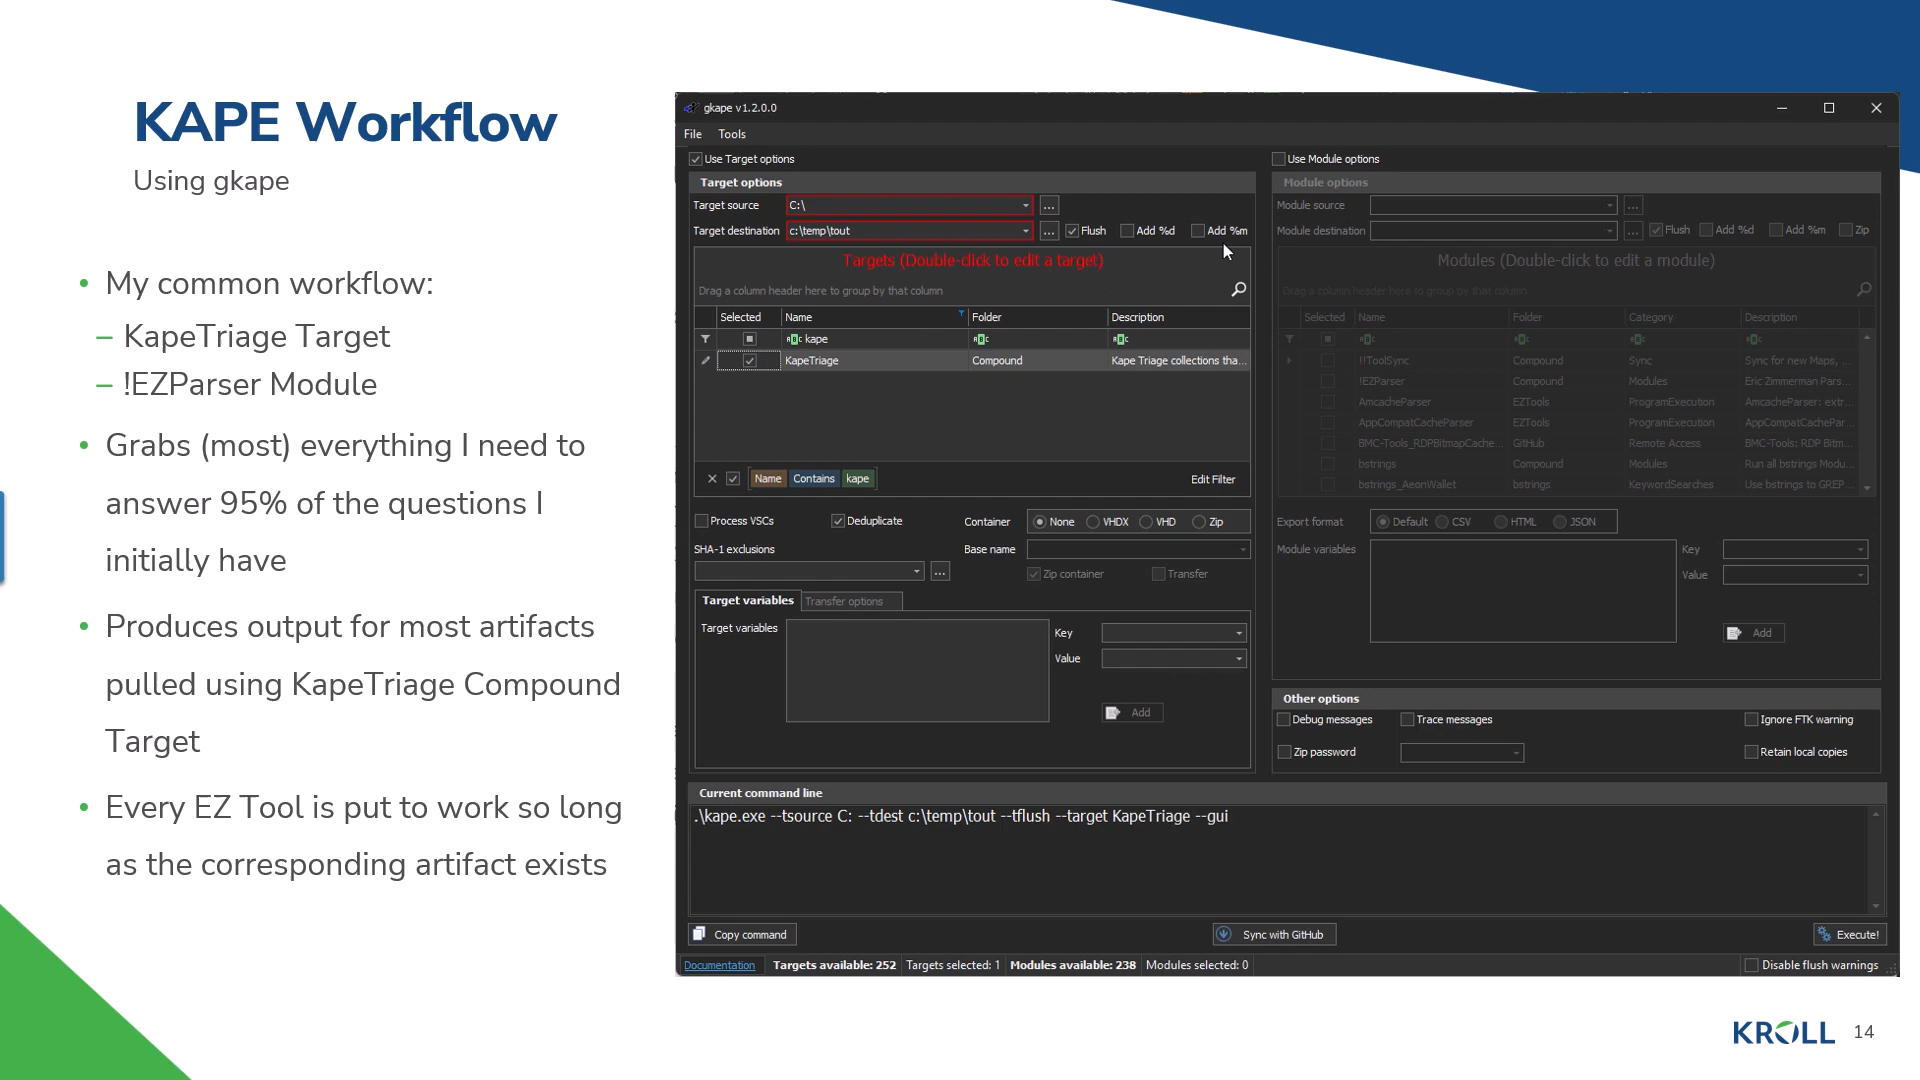 KAPE Workflow
Using gkape
• My common workflow:
– KapeTriage Target
– !EZParser Module
• Grabs (most) everything I need to
answer 95% of the questions I
initially have
• Produces output for most artifacts
pulled using KapeTriage Compound
Target
• Every EZ Tool is put to work so long
as the corresponding artifact exists
gkape v1.2.0.0
File Tools
Use Target options
Target options
Target source C:\ ...
Target destination c:\temp\tout ... Flush Add %d Add %m
Targets (Double-click to edit a target)
Drag a column header here to group by that column
Selected Name Folder Description
kape
KapeTriage Compound Kape Triage collections tha...
Name Contains kape Edit Filter
Process VSCs Deduplicate Container None VHDX VHD Zip
SHA-1 exclusions Base name
... Zip container Transfer
Target variables Transfer options
Target variables Key
Value
Add
Use Module options
Module options
Module source ...
Module destination ... Flush Add %d Add %m Zip
Modules (Double-click to edit a module)
Drag a column header here to group by that column
Selected Name Folder Category Description
!!ToolSync Compound Sync Sync for new Maps, ...
!EZParser Compound Modules Eric Zimmerman Pars...
AmcacheParser EZTools ProgramExecution AmcacheParser: extr...
AppCompatCacheParser EZTools ProgramExecution AppCompatCachePar...
BMC-Tools_RDPBitmapCache... GitHub Remote Access BMC-Tools: RDP Bitm...
bstrings Compound Modules Run all bstrings Modu...
bstrings_AeonWallet bstrings KeywordSearches Use bstrings to GREP...
Export format Default CSV HTML JSON
Module variables Key
Value
Add
Other options
Debug messages Trace messages Ignore FTK warning
Zip password Retain local copies
Current command line
.\kape.exe --tsource C: --tdest c:\temp\tout --tflush --target KapeTriage --gui
Copy command Sync with GitHub Execute!
Documentation Targets available: 252 Targets selected: 1 Modules available: 238 Modules selected: 0 Disable flush warnings
KROLL 14